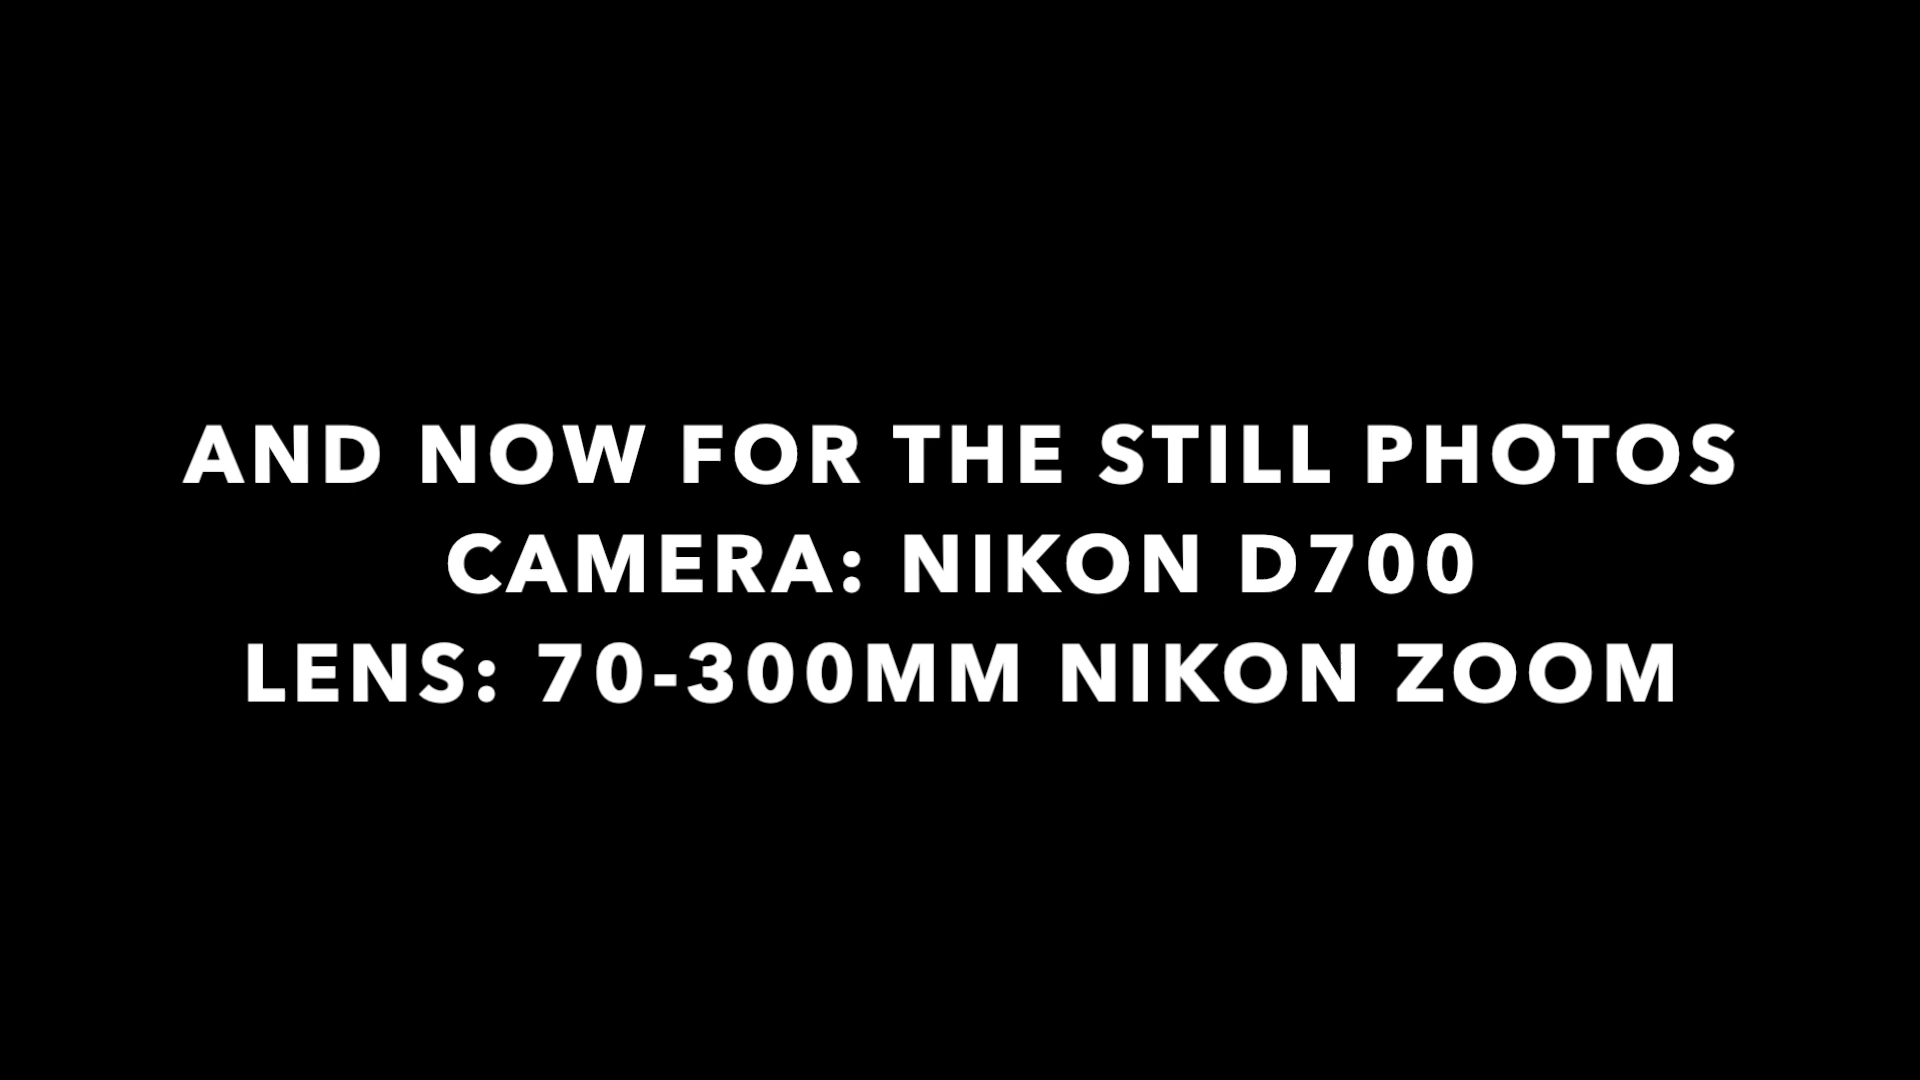 AND NOW FOR THE STILL PHOTOS
CAMERA: NIKON D700
LENS: 70-300MM NIKON ZOOM